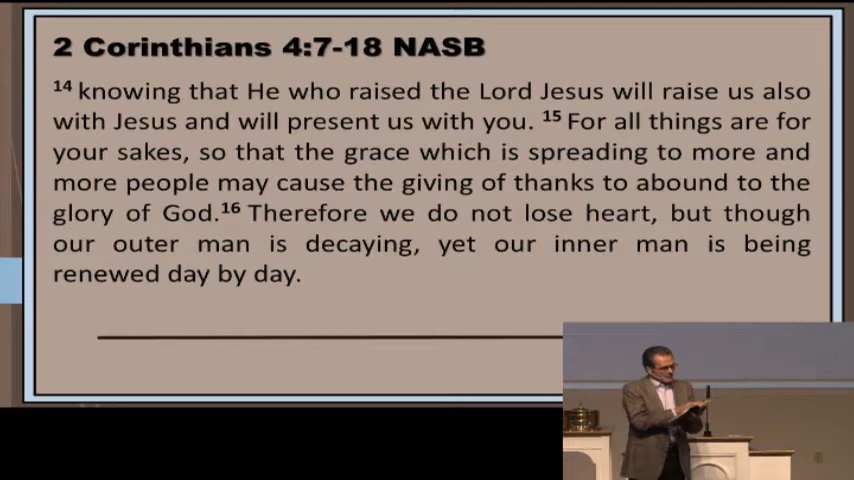 2 Corinthians 4:7-18 NASB
14 knowing that He who raised the Lord Jesus will raise us also
with Jesus and will present us with you. 15 For all things are for
your sakes, so that the grace which is spreading to more and
more people may cause the giving of thanks to abound to the
glory of God.16 Therefore we do not lose heart, but though
our outer man is decaying, yet our inner man is being
renewed day by day.